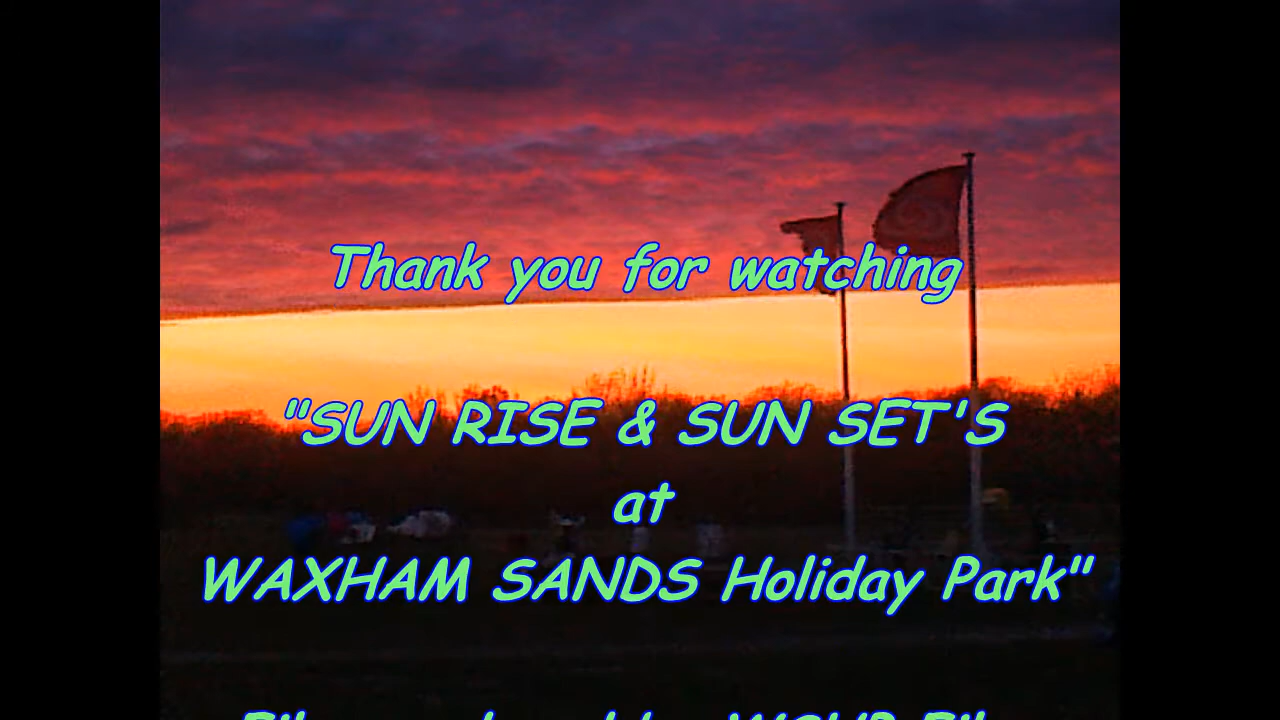 Thank you for watching
"SUN RISE & SUN SET'S
at
WAXHAM SANDS Holiday Park"